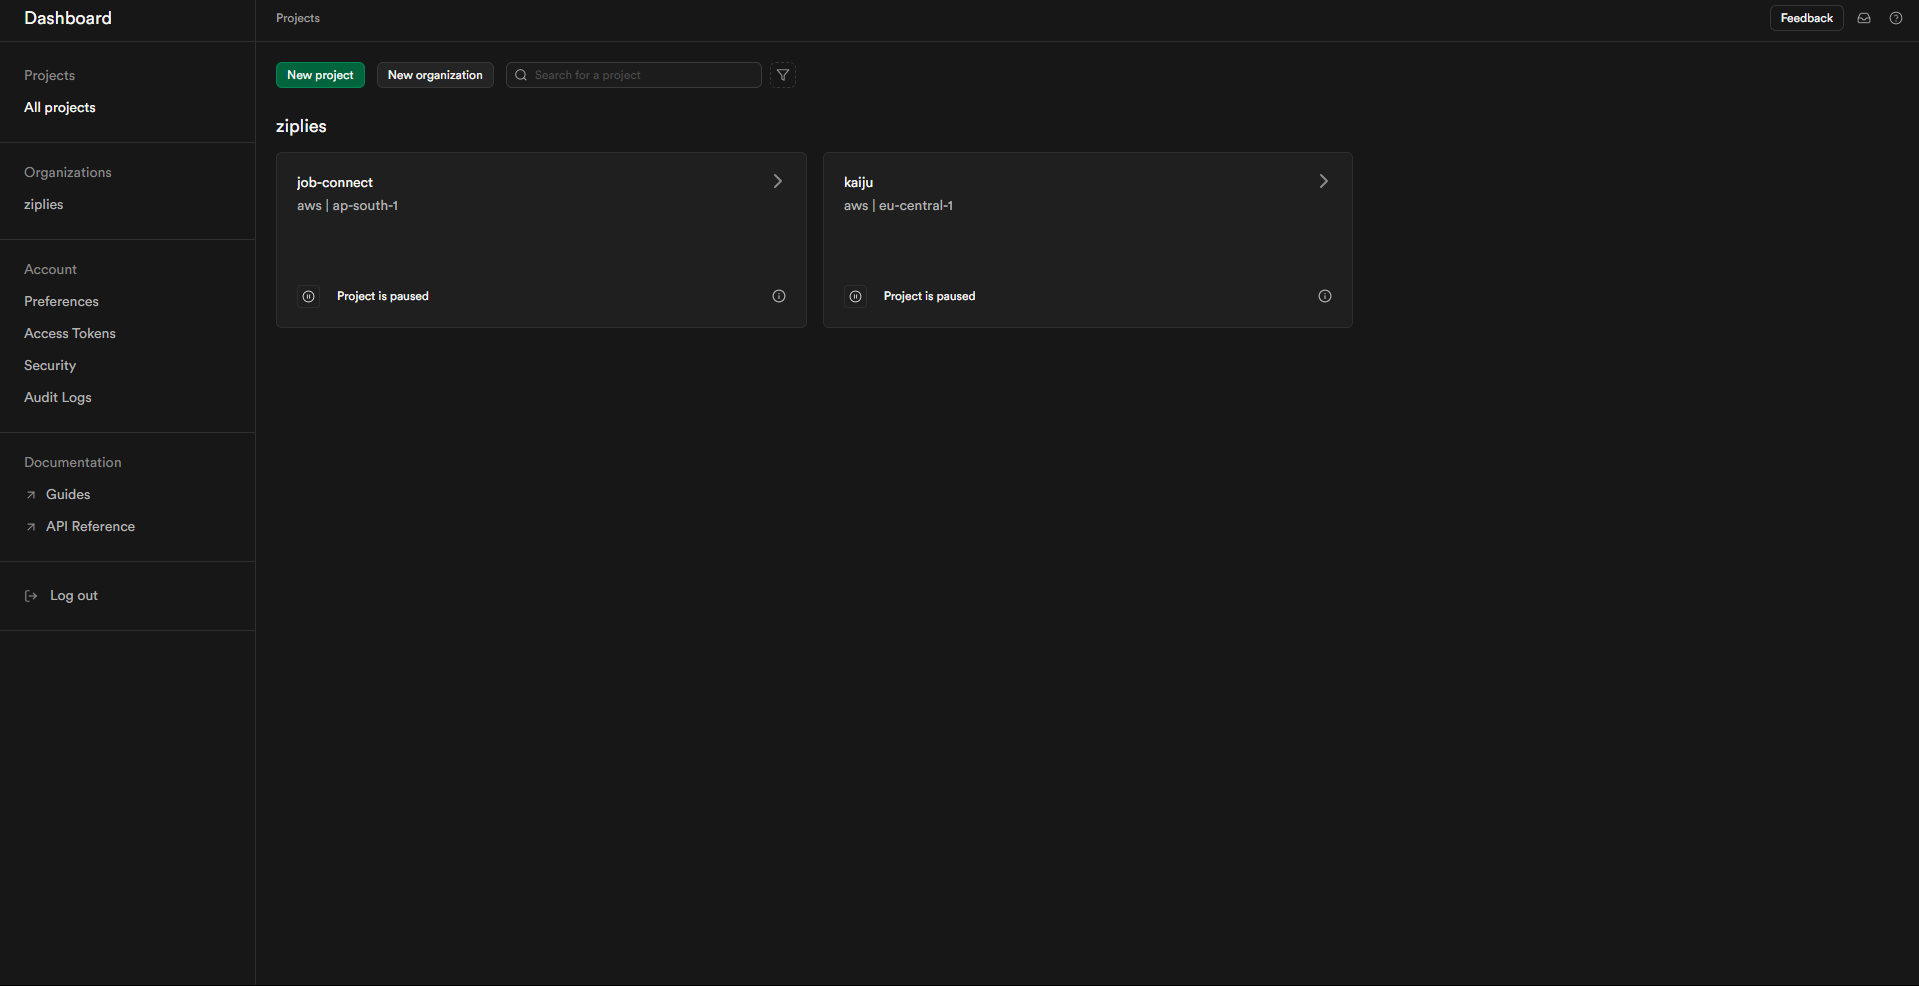 Dashboard
Projects
Feedback
Projects
All projects
Organizations
ziplies
Account
Preferences
Access Tokens
Security
Audit Logs
Documentation
Guides
API Reference
Log out
New project
New organization
Search for a project
ziplies
job-connect
aws | ap-south-1
Project is paused
kaiju
aws | eu-central-1
Project is paused